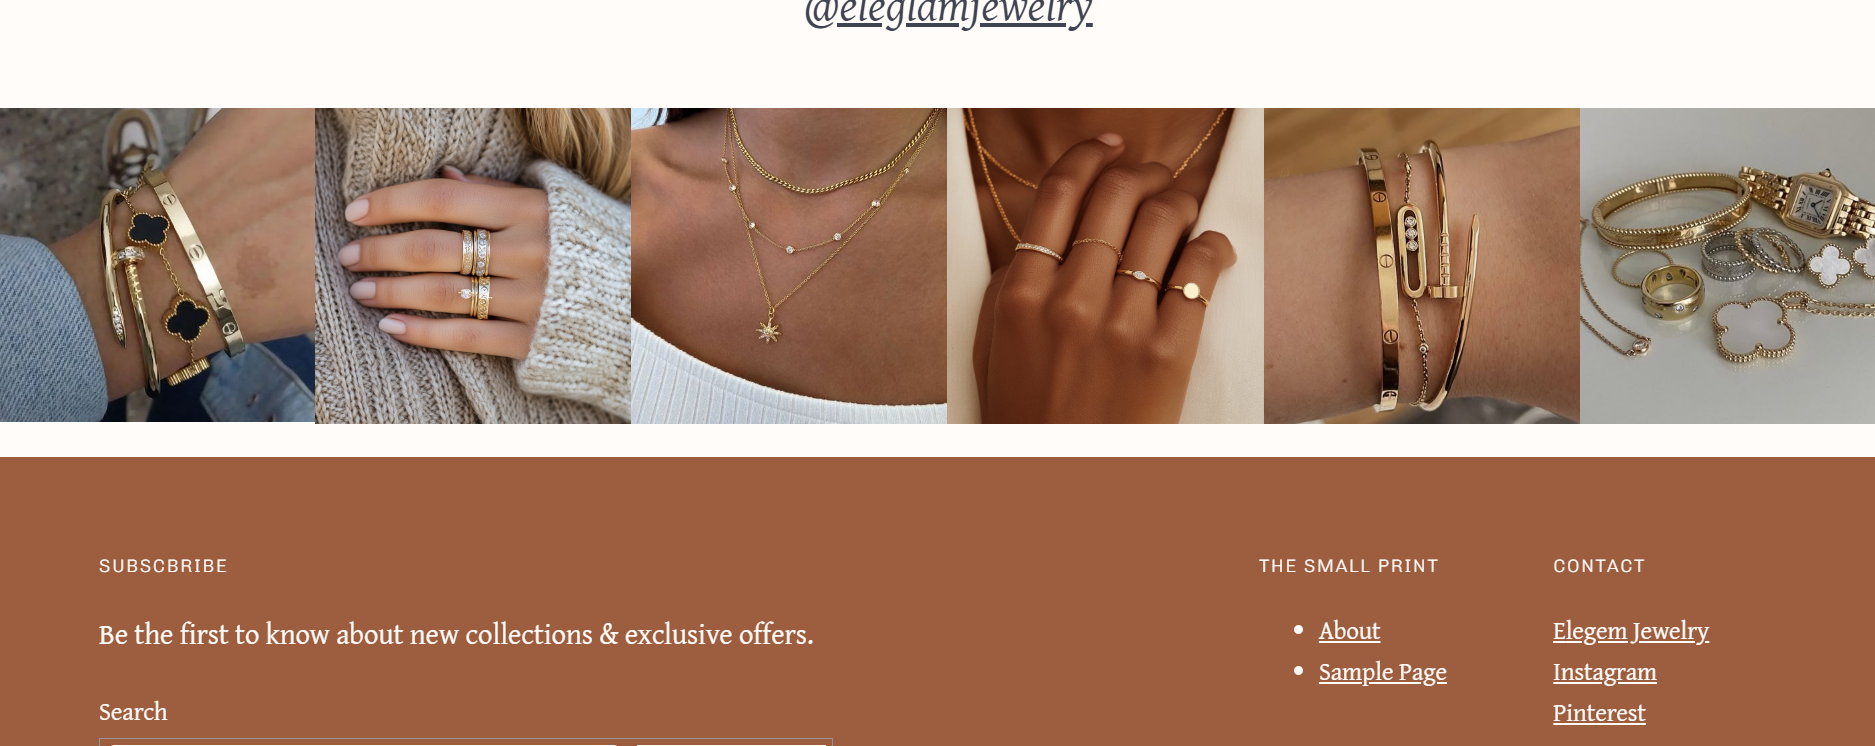 @eleglamjewelry
SUBSCBRIBE
Be the first to know about new collections & exclusive offers.
Search
THE SMALL PRINT
About
Sample Page
CONTACT
Elegem Jewelry
Instagram
Pinterest